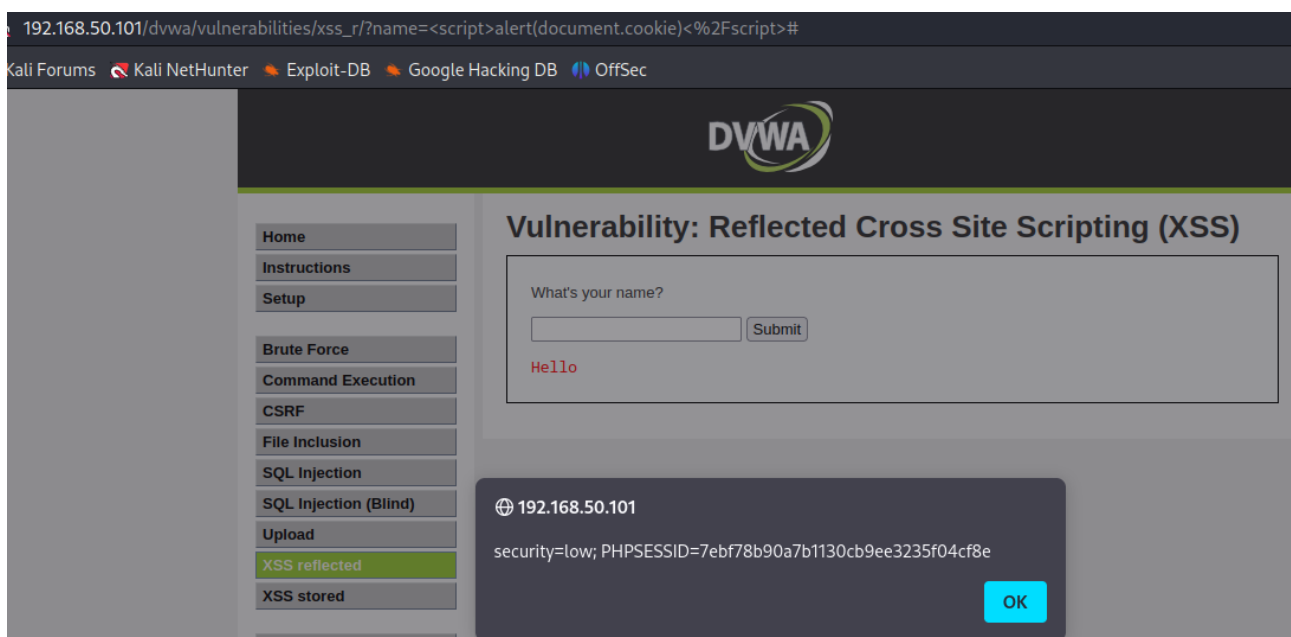 192.168.50.101/dvwa/vulnerabilities/xss_r/?name=<script>alert(document.cookie)<%2Fscript>#
Kali Forums Kali NetHunter Exploit-DB Google Hacking DB OffSec
DVWA
Home
Instructions
Setup
Brute Force
Command Execution
CSRF
File Inclusion
SQL Injection
SQL Injection (Blind)
Upload
XSS reflected
XSS stored
Vulnerability: Reflected Cross Site Scripting (XSS)
What's your name?
Submit
Hello
192.168.50.101
security=low; PHPSESSID=7ebf78b90a7b1130cb9ee3235f04cf8e
OK